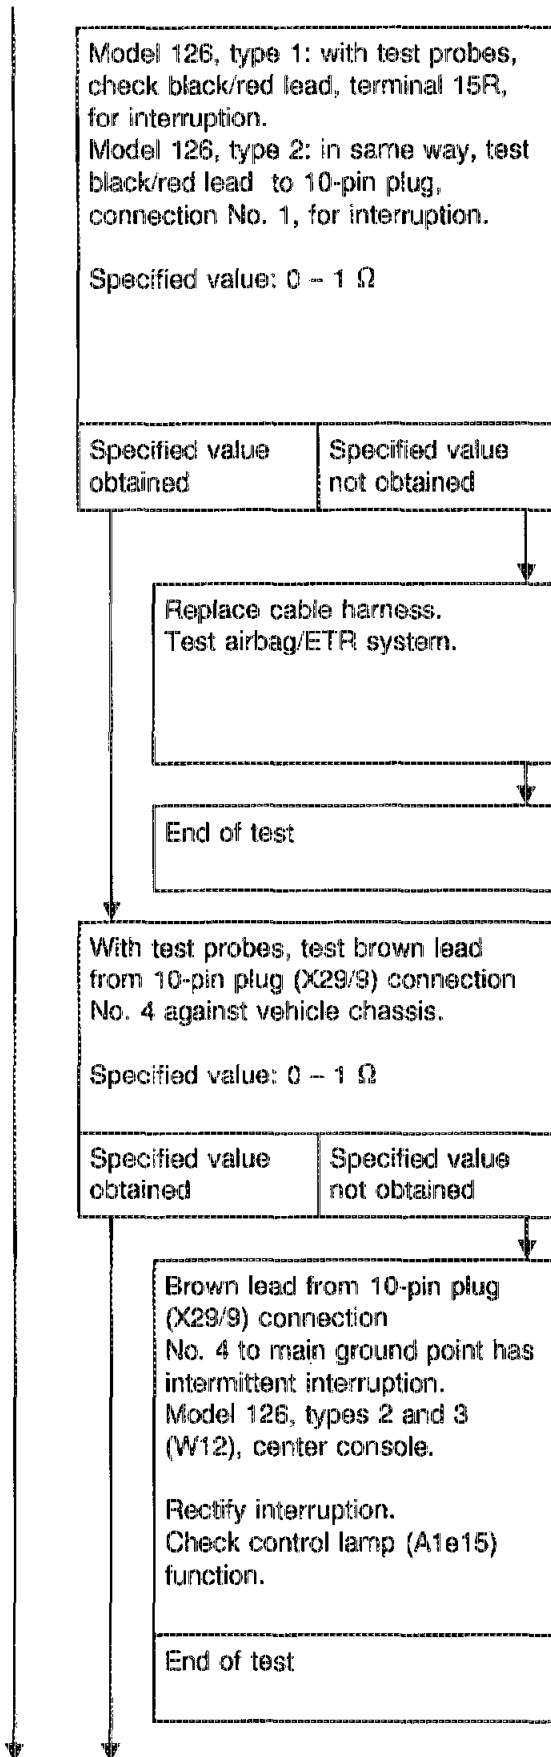 Model 126, type 1: with test probes,
check black/red lead, terminal 15R,
for interruption.
Model 126, type 2: in same way, test
black/red lead to 10-pin plug,
connection No. 1, for interruption.
Specified value: 0 – 1 Ω
Specified value
obtained
Specified value
not obtained
Replace cable harness.
Test airbag/ETR system.
End of test
With test probes, test brown lead
from 10-pin plug (X29/9) connection
No. 4 against vehicle chassis.
Specified value: 0 – 1 Ω
Specified value
obtained
Specified value
not obtained
Brown lead from 10-pin plug
(X29/9) connection
No. 4 to main ground point has
intermittent interruption.
Model 126, types 2 and 3
(W12), center console.
Rectify interruption.
Check control lamp (A1e15)
function.
End of test